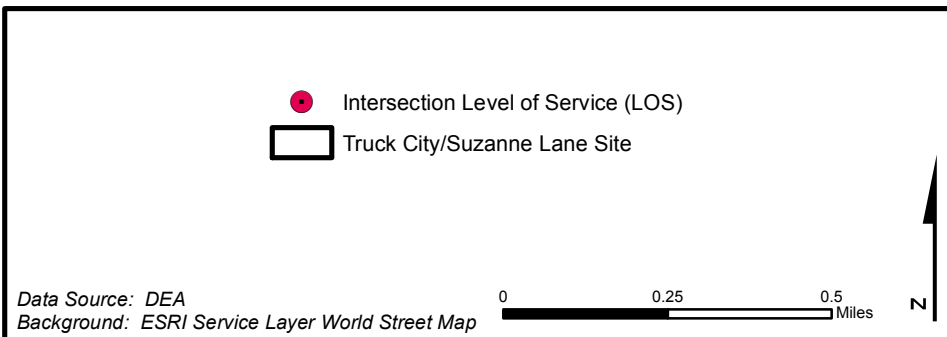 Intersection Level of Service (LOS)
Truck City/Suzanne Lane Site
Data Source: DEA
Background: ESRI Service Layer World Street Map
0 0.25 0.5
Miles
N